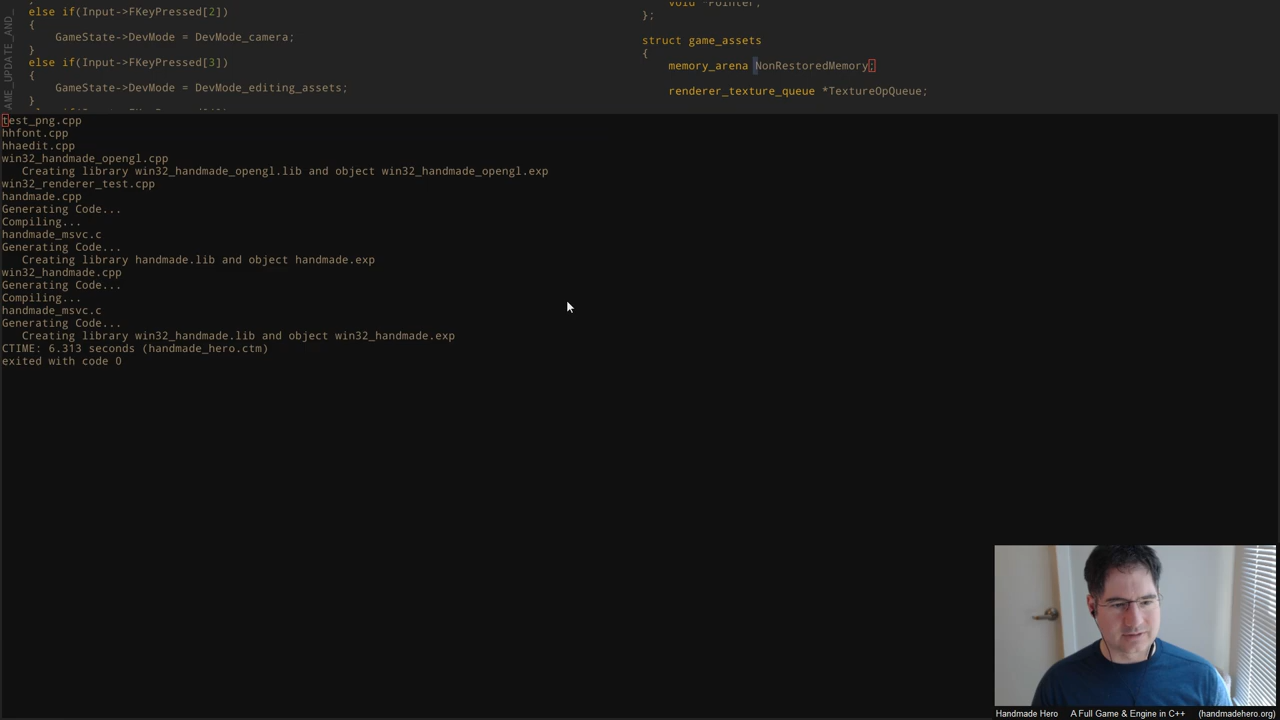 else if(Input->FKeyPressed[2])
{
GameState->DevMode = DevMode_camera;
}
else if(Input->FKeyPressed[3])
{
GameState->DevMode = DevMode_editing_assets;
}
AME_UPDATE_AND_
void *Pointer;
};
struct game_assets
{
memory_arena NonRestoredMemory;
renderer_texture_queue *TextureOpQueue;
test_png.cpp
hhfont.cpp
hhaedit.cpp
win32_handmade_opengl.cpp
Creating library win32_handmade_opengl.lib and object win32_handmade_opengl.exp
win32_renderer_test.cpp
handmade.cpp
Generating Code...
Compiling...
handmade_msvc.c
Generating Code...
Creating library handmade.lib and object handmade.exp
win32_handmade.cpp
Generating Code...
Compiling...
handmade_msvc.c
Generating Code...
Creating library win32_handmade.lib and object win32_handmade.exp
CTIME: 6.313 seconds (handmade_hero.ctm)
exited with code 0
Handmade Hero A Full Game & Engine in C++ (handmadehero.org)